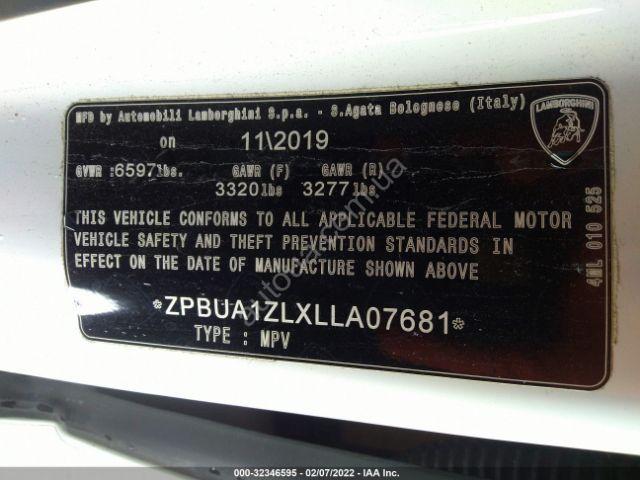 MFD by Automobili Lamborghini S.p.a. - S.Agata Bolognese (Italy)
on 11\2019
GVWR :6597lbs. GAWR (F) GAWR (R)
3320lbs 3277lbs
THIS VEHICLE CONFORMS TO ALL APPLICABLE FEDERAL MOTOR
VEHICLE SAFETY AND THEFT PREVENTION STANDARDS IN
EFFECT ON THE DATE OF MANUFACTURE SHOWN ABOVE
*ZPBUA1ZLXLLA07681*
TYPE : MPV
LAMBORGHINI
4ML 010 525
000-32346595 - 02/07/2022 - IAA Inc.